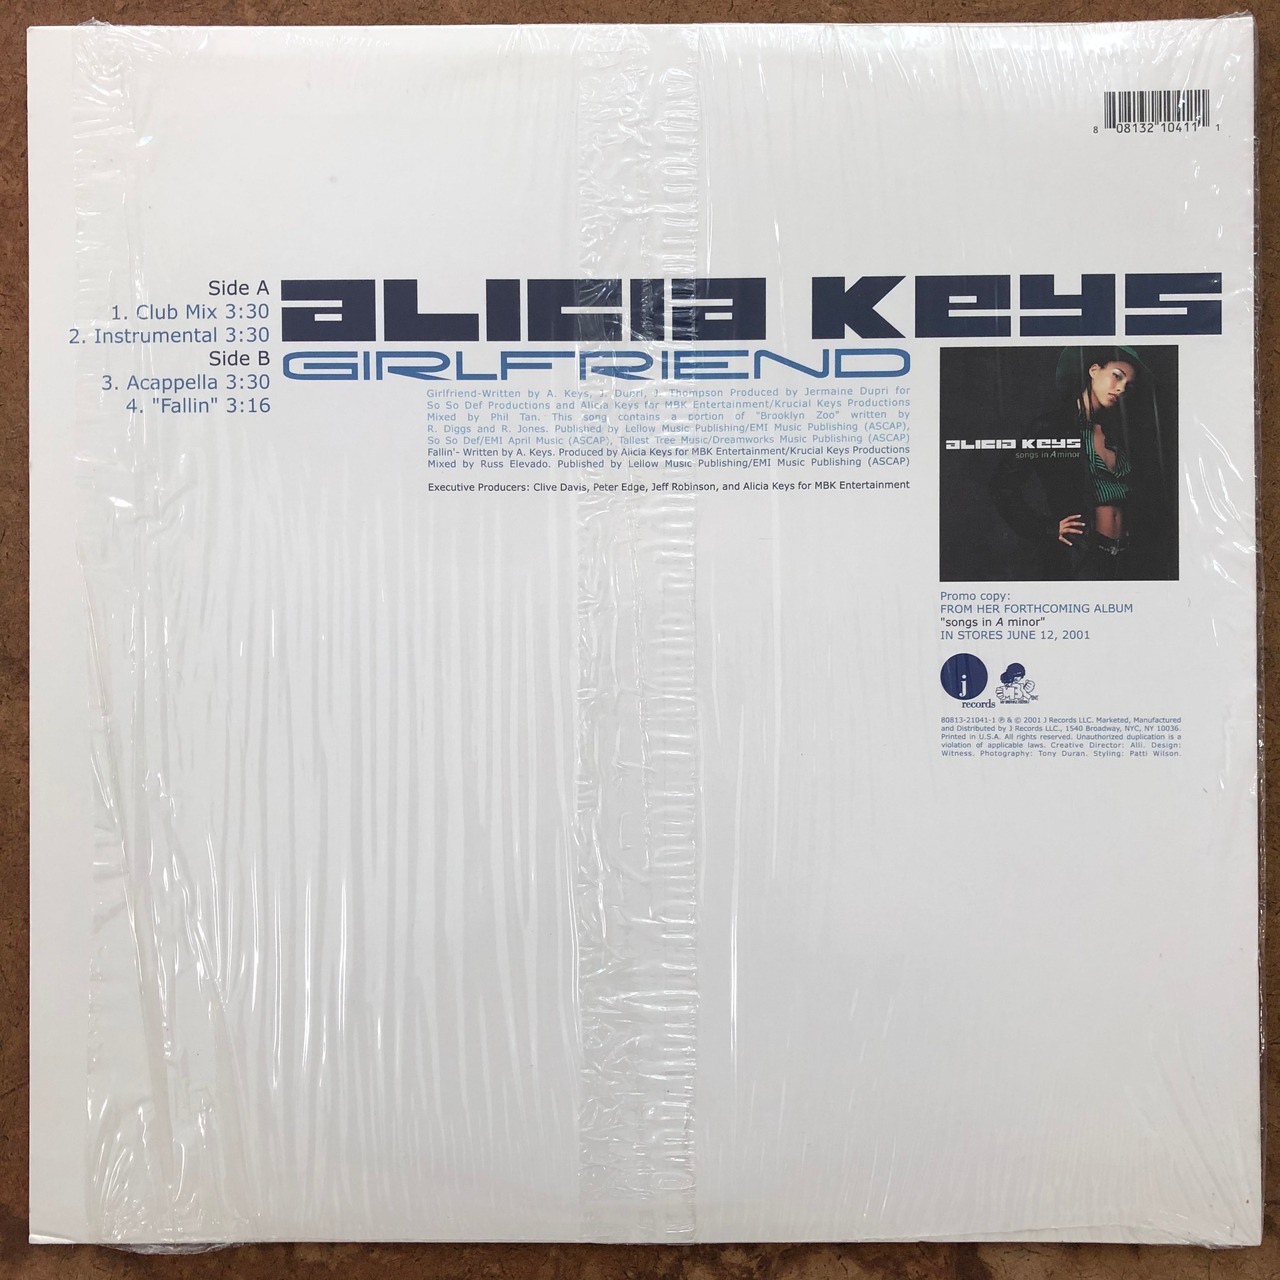 8 08132 10411 1
Side A
1. Club Mix 3:30
2. Instrumental 3:30
Side B
3. Acappella 3:30
4. "Fallin" 3:16
aLICIa Keys
GIRLFRIEND
Girlfriend-Written by A. Keys, J. Dupri, J. Thompson Produced by Jermaine Dupri for
So So Def Productions and Alicia Keys for MBK Entertainment/Krucial Keys Productions
Mixed by Phil Tan. This song contains a portion of "Brooklyn Zoo" written by
R. Diggs and R. Jones. Published by Lellow Music Publishing/EMI Music Publishing (ASCAP),
So So Def/EMI April Music (ASCAP), Tallest Tree Music/Dreamworks Music Publishing (ASCAP)
Fallin'- Written by A. Keys. Produced by Alicia Keys for MBK Entertainment/Krucial Keys Productions
Mixed by Russ Elevado. Published by Lellow Music Publishing/EMI Music Publishing (ASCAP)
Executive Producers: Clive Davis, Peter Edge, Jeff Robinson, and Alicia Keys for MBK Entertainment
aLICIa Keys
songs in A minor
Promo copy:
FROM HER FORTHCOMING ALBUM
"songs in A minor"
IN STORES JUNE 12, 2001
j
records
MBK
80813-21041-1 ℗ & © 2001 J Records LLC. Marketed, Manufactured
and Distributed by J Records LLC., 1540 Broadway, NYC, NY 10036.
Printed in U.S.A. All rights reserved. Unauthorized duplication is a
violation of applicable laws. Creative Director: Alli. Design:
Witness. Photography: Tony Duran. Styling: Patti Wilson.